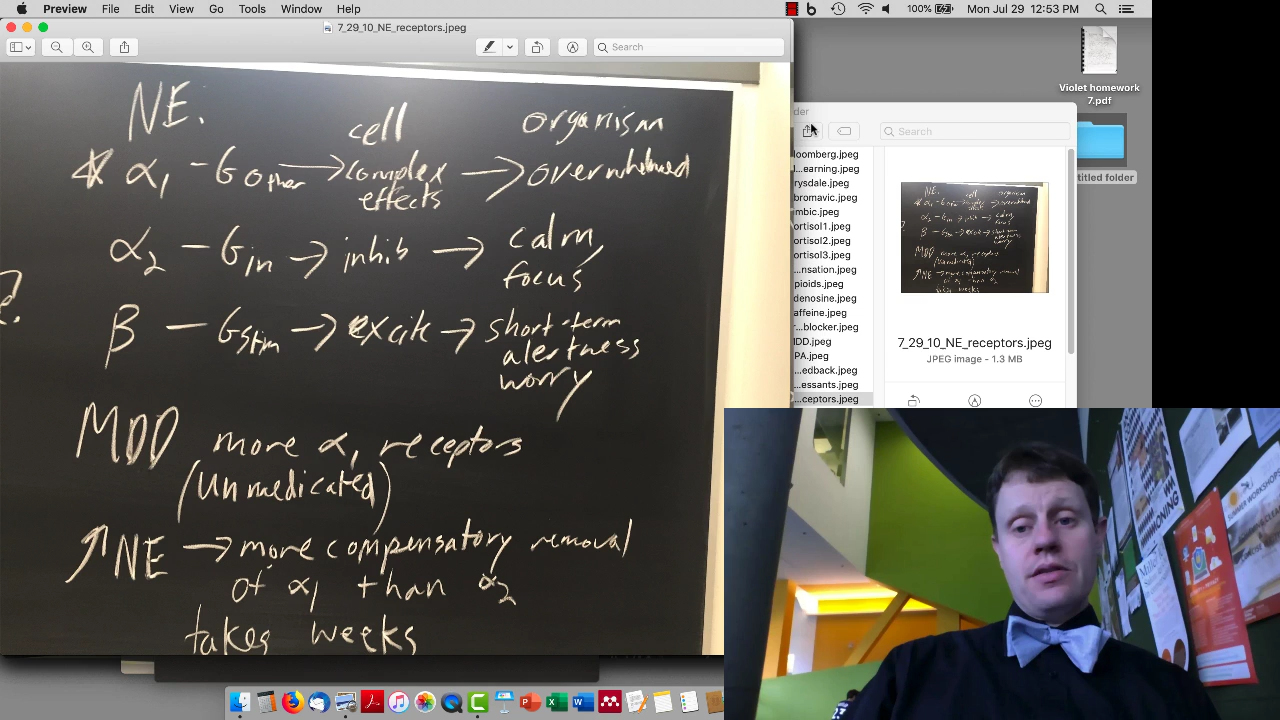 Preview File Edit View Go Tools Window Help
100% Mon Jul 29 12:53 PM
7_29_10_NE_receptors.jpeg
Search
NE.
cell
organism
α1 - G other → complex effects → overwhelmed
α2 - Gin → inhib → calm, focus
β - Gstim → excite → short-term alertness worry
MDD more α1 receptors
(unmedicated)
↑NE → more compensatory removal
of α1 than α2
takes weeks
?
der
Search
loomberg.jpeg
...earning.jpeg
rysdale.jpeg
bromavic.jpeg
mbic.jpeg
ortisol1.jpeg
ortisol2.jpeg
ortisol3.jpeg
...nsation.jpeg
pioids.jpeg
denosine.jpeg
affeine.jpeg
r...blocker.jpeg
IDD.jpeg
PA.jpeg
...edback.jpeg
...essants.jpeg
...ceptors.jpeg
7_29_10_NE_receptors.jpeg
JPEG image - 1.3 MB
Violet homework
7.pdf
titled folder